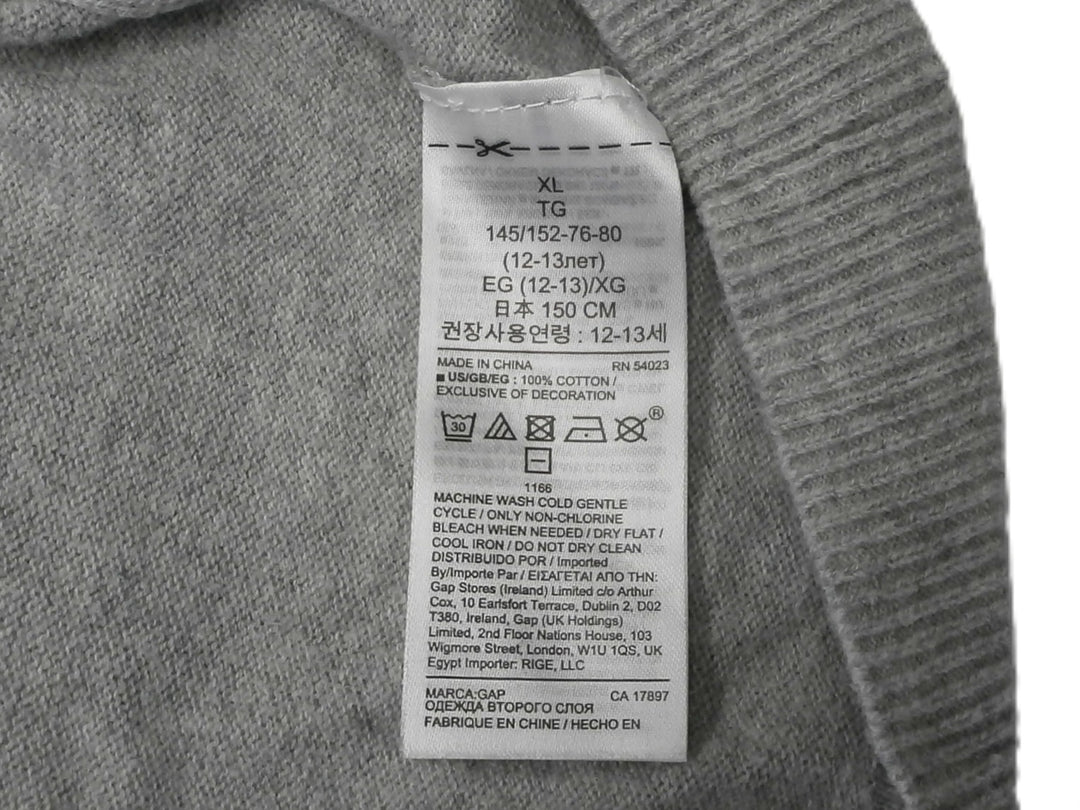 XL
TG
145/152-76-80
(12-13лет)
EG (12-13)/XG
日本 150 CM
권장사용연령 : 12-13세
MADE IN CHINA RN 54023
■ US/GB/EG : 100% COTTON /
EXCLUSIVE OF DECORATION
30
®
1166
MACHINE WASH COLD GENTLE
CYCLE / ONLY NON-CHLORINE
BLEACH WHEN NEEDED / DRY FLAT /
COOL IRON / DO NOT DRY CLEAN
DISTRIBUIDO POR / Imported
By/Importe Par / ΕΙΣΑΓΕΤΑΙ ΑΠΟ ΤΗΝ:
Gap Stores (Ireland) Limited c/o Arthur
Cox, 10 Earlsfort Terrace, Dublin 2, D02
T380, Ireland, Gap (UK Holdings)
Limited, 2nd Floor Nations House, 103
Wigmore Street, London, W1U 1QS, UK
Egypt Importer: RIGE, LLC
MARCA:GAP CA 17897
ОДЕЖДА ВТОРОГО СЛОЯ
FABRIQUE EN CHINE / HECHO EN